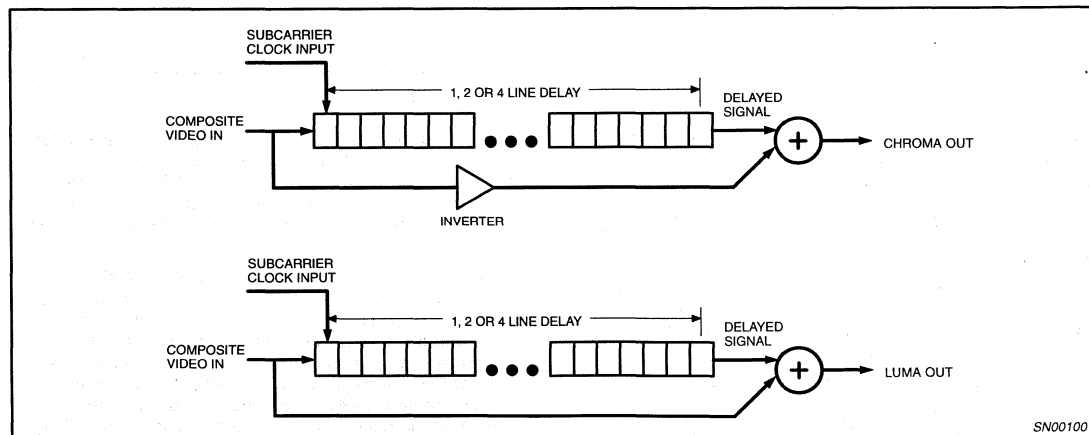 SUBCARRIER
CLOCK INPUT
1, 2 OR 4 LINE DELAY
DELAYED
SIGNAL
COMPOSITE
VIDEO IN
+
CHROMA OUT
INVERTER
SUBCARRIER
CLOCK INPUT
1, 2 OR 4 LINE DELAY
DELAYED
SIGNAL
COMPOSITE
VIDEO IN
+
LUMA OUT
SN00100